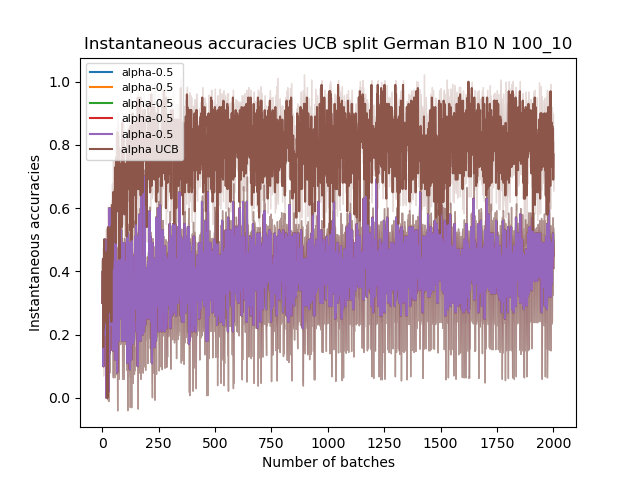 Instantaneous accuracies UCB split German B10 N 100_10
alpha-0.5
alpha-0.5
alpha-0.5
alpha-0.5
alpha-0.5
alpha UCB
Instantaneous accuracies
1.0
0.8
0.6
0.4
0.2
0.0
0 250 500 750 1000 1250 1500 1750 2000
Number of batches